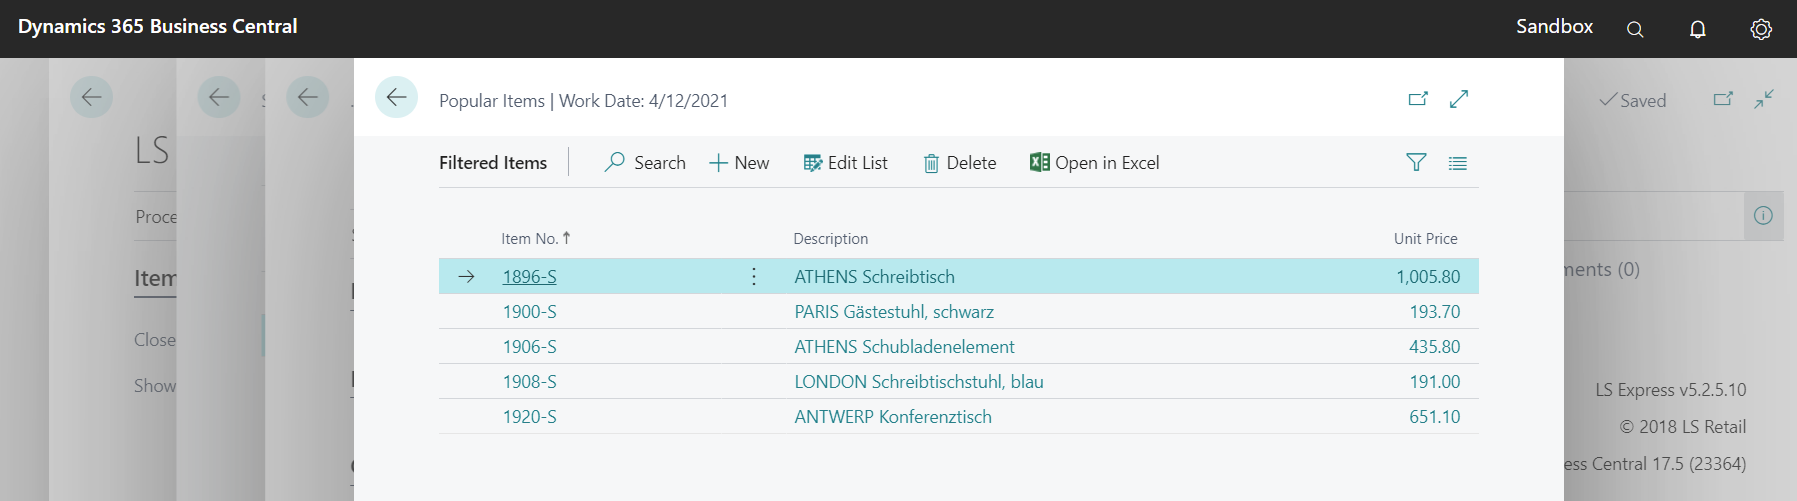 Dynamics 365 Business Central
Sandbox
Popular Items | Work Date: 4/12/2021
Saved
LS
Filtered Items
Search
New
Edit List
Delete
Open in Excel
Proce
Item No.
Description
Unit Price
Item
ments (0)
1896-S ATHENS Schreibtisch 1,005.80
1900-S PARIS Gästestuhl, schwarz 193.70
Close
1906-S ATHENS Schubladenelement 435.80
Show
1908-S LONDON Schreibtischstuhl, blau 191.00
LS Express v5.2.5.10
1920-S ANTWERP Konferenztisch 651.10
© 2018 LS Retail
ess Central 17.5 (23364)